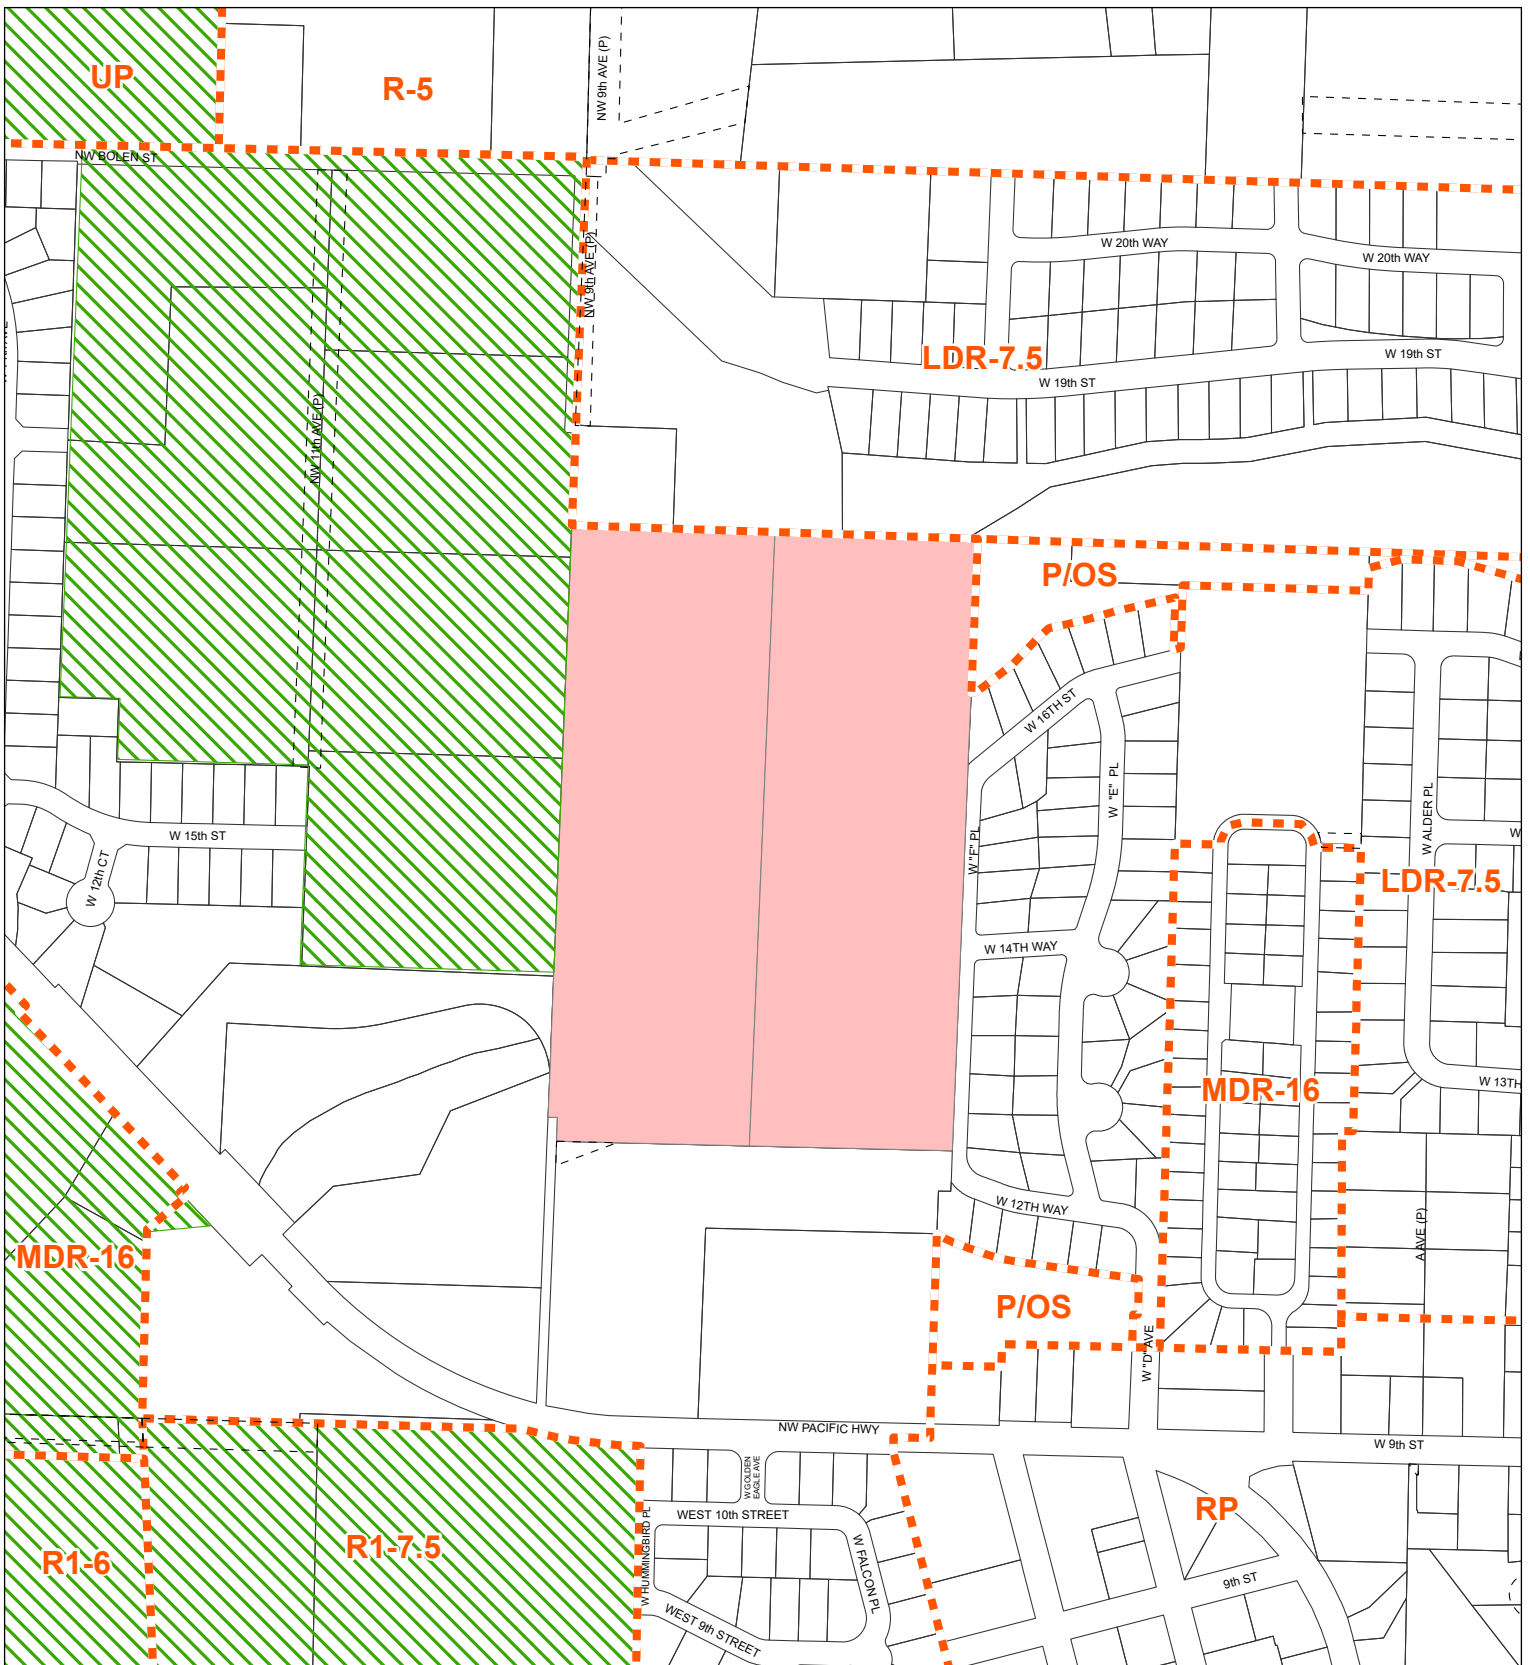 UP
R-5
NW 9th AVE (P)
NW BOLEN ST
W 20th WAY
W 20th WAY
NW 9th AVE (P)
LDR-7.5
W 19th ST
W 19th ST
NW 11th AVE (P)
P/OS
W 16TH ST
W "E" PL
W ALDER PL
W 15th ST
W
W "F" PL
W 12th CT
LDR-7.5
W 14TH WAY
W 13TH
MDR-16
W 12TH WAY
A AVE (P)
MDR-16
P/OS
W "D" AVE
NW PACIFIC HWY
W 9th ST
W GOLDEN
EAGLE AVE
WEST 10th STREET
RP
R1-7.5
R1-6
W HUMMINGBIRD PL
W FALCON PL
9th ST
WEST 9th STREET